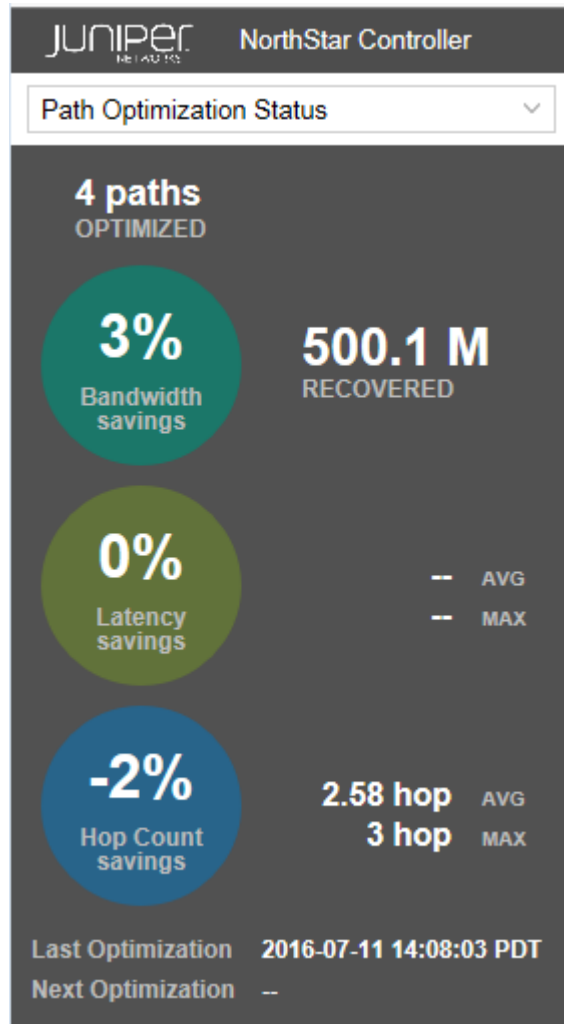 JUNIPER NorthStar Controller
NETWORKS
Path Optimization Status
4 paths
OPTIMIZED
3%
Bandwidth
savings
500.1 M
RECOVERED
0%
Latency
savings
-- AVG
-- MAX
-2%
Hop Count
savings
2.58 hop AVG
3 hop MAX
Last Optimization 2016-07-11 14:08:03 PDT
Next Optimization --